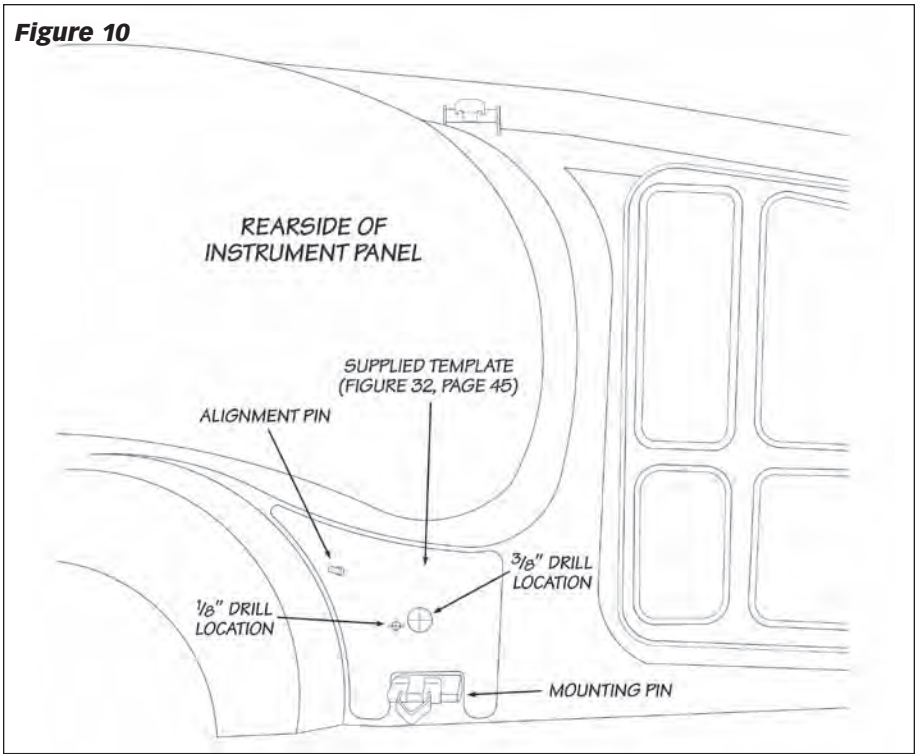 Figure 10
REARSIDE OF
INSTRUMENT PANEL
SUPPLIED TEMPLATE
(FIGURE 32, PAGE 45)
ALIGNMENT PIN
3/8" DRILL
LOCATION
1/8" DRILL
LOCATION
MOUNTING PIN